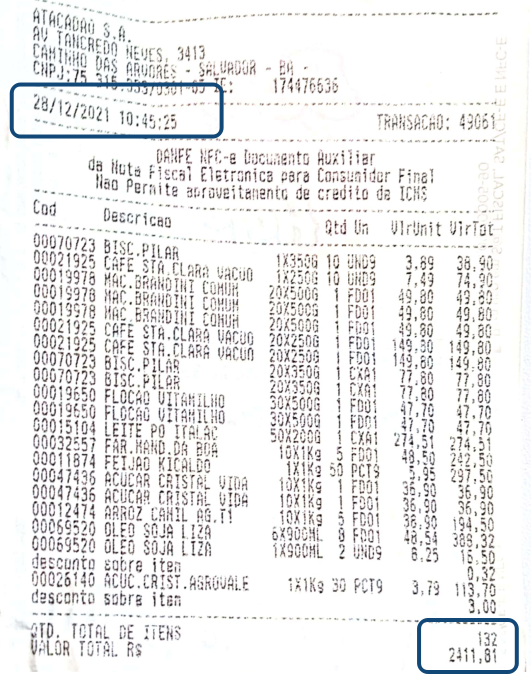 ATACADAO S.A.
AV TANCREDO NEVES, 3413
CAMINHO DAS ARVORES - SALVADOR - BA -
CNPJ:75.315.333/0301-05 IE: 174476636
28/12/2021 10:45:25 TRANSACAO: 49061
DANFE NFC-e Documento Auxiliar
da Nota Fiscal Eletronica para Consumidor Final
Nao Permite aproveitamento de credito de ICMS
Cod Descricao Qtd Un VlrUnit VlrTot
00070723 BISC.PILAR 1X350G 10 UND9 3,89 38,90
00021925 CAFE STA.CLARA VACUO 1X250G 10 UND9 7,49 74,90
00019978 MAC.BRANDINI COMUM 20X500G 1 FD01 49,80 49,80
00019978 MAC.BRANDINI COMUM 20X500G 1 FD01 49,80 49,80
00019978 MAC.BRANDINI COMUM 20X500G 1 FD01 49,80 49,80
00021925 CAFE STA.CLARA VACUO 20X250G 1 FD01 149,80 149,80
00021925 CAFE STA.CLARA VACUO 20X250G 1 FD01 149,80 149,80
00070723 BISC.PILAR 20X350G 1 CXA1 77,80 77,80
00070723 BISC.PILAR 20X350G 1 CXA1 77,80 77,80
00019650 FLOCAO VITAMILHO 30X500G 1 FD01 47,70 47,70
00019650 FLOCAO VITAMILHO 30X500G 1 FD01 47,70 47,70
00015104 LEITE PO ITALAC 50X200G 1 CXA1 274,51 274,51
00032557 FAR.MAND.DA BOA 10X1Kg 5 FD01 48,50 242,50
00011874 FEIJAO KICALDO 1X1Kg 50 PCT9 5,95 297,50
00047436 ACUCAR CRISTAL VIDA 10X1Kg 1 FD01 36,90 36,90
00047436 ACUCAR CRISTAL VIDA 10X1Kg 1 FD01 36,90 36,90
00012474 ARROZ CAMIL AG.T1 10X1Kg 5 FD01 38,90 194,50
00069520 OLEO SOJA LIZA 6X900ML 8 FD01 48,54 388,32
00069520 OLEO SOJA LIZA 1X900ML 2 UND9 8,25 16,50
desconto sobre item 0,32
00026140 ACUC.CRIST.AGROVALE 1X1Kg 30 PCT9 3,79 113,70
desconto sobre item 3,00
QTD. TOTAL DE ITENS 132
VALOR TOTAL R$ 2411,81